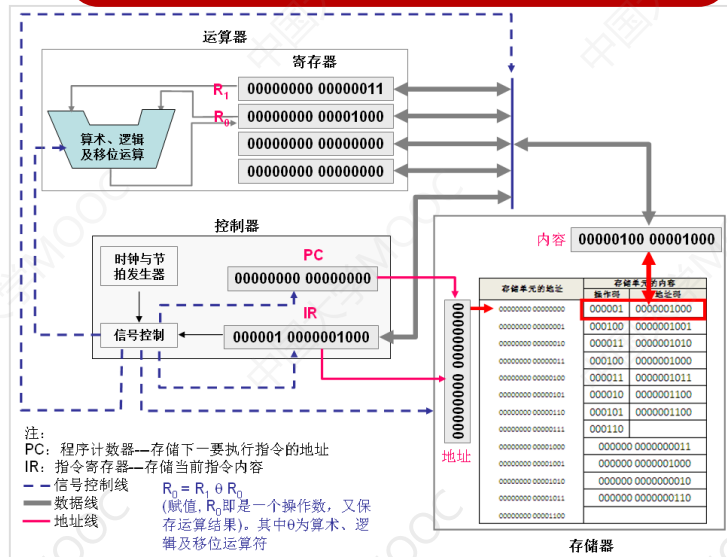 运算器
寄存器
R1
00000000 00000011
R0
00000000 00001000
00000000 00000000
00000000 00000000
算术、逻辑
及移位运算
控制器
时钟与节
拍发生器
PC
00000000 00000000
IR
000001 0000001000
信号控制
内容
00000100 00001000
地址
00000000 00000000
存储单元的地址
存储单元的内容
操作码
地址码
00000000 00000000 000001 0000001000
00000000 00000001 000100 0000001001
00000000 00000010 000011 0000001010
00000000 00000011 000100 0000001000
00000000 00000100 000011 0000001011
00000000 00000101 000010 0000001100
00000000 00000110 000101 0000001100
00000000 00000111 000110
00000000 00001000 000000 0000000011
00000000 00001001 000000 0000001000
00000000 00001010 000000 0000000010
00000000 00001011 000000 0000000110
00000000 00001100
存储器
注:
PC: 程序计数器---存储下一要执行指令的地址
IR: 指令寄存器---存储当前指令内容
信号控制线
数据线
地址线
R0 = R1 θ R0
(赋值, R0即是一个操作数，又保
存运算结果)。其中θ为算术、逻
辑及移位运算符